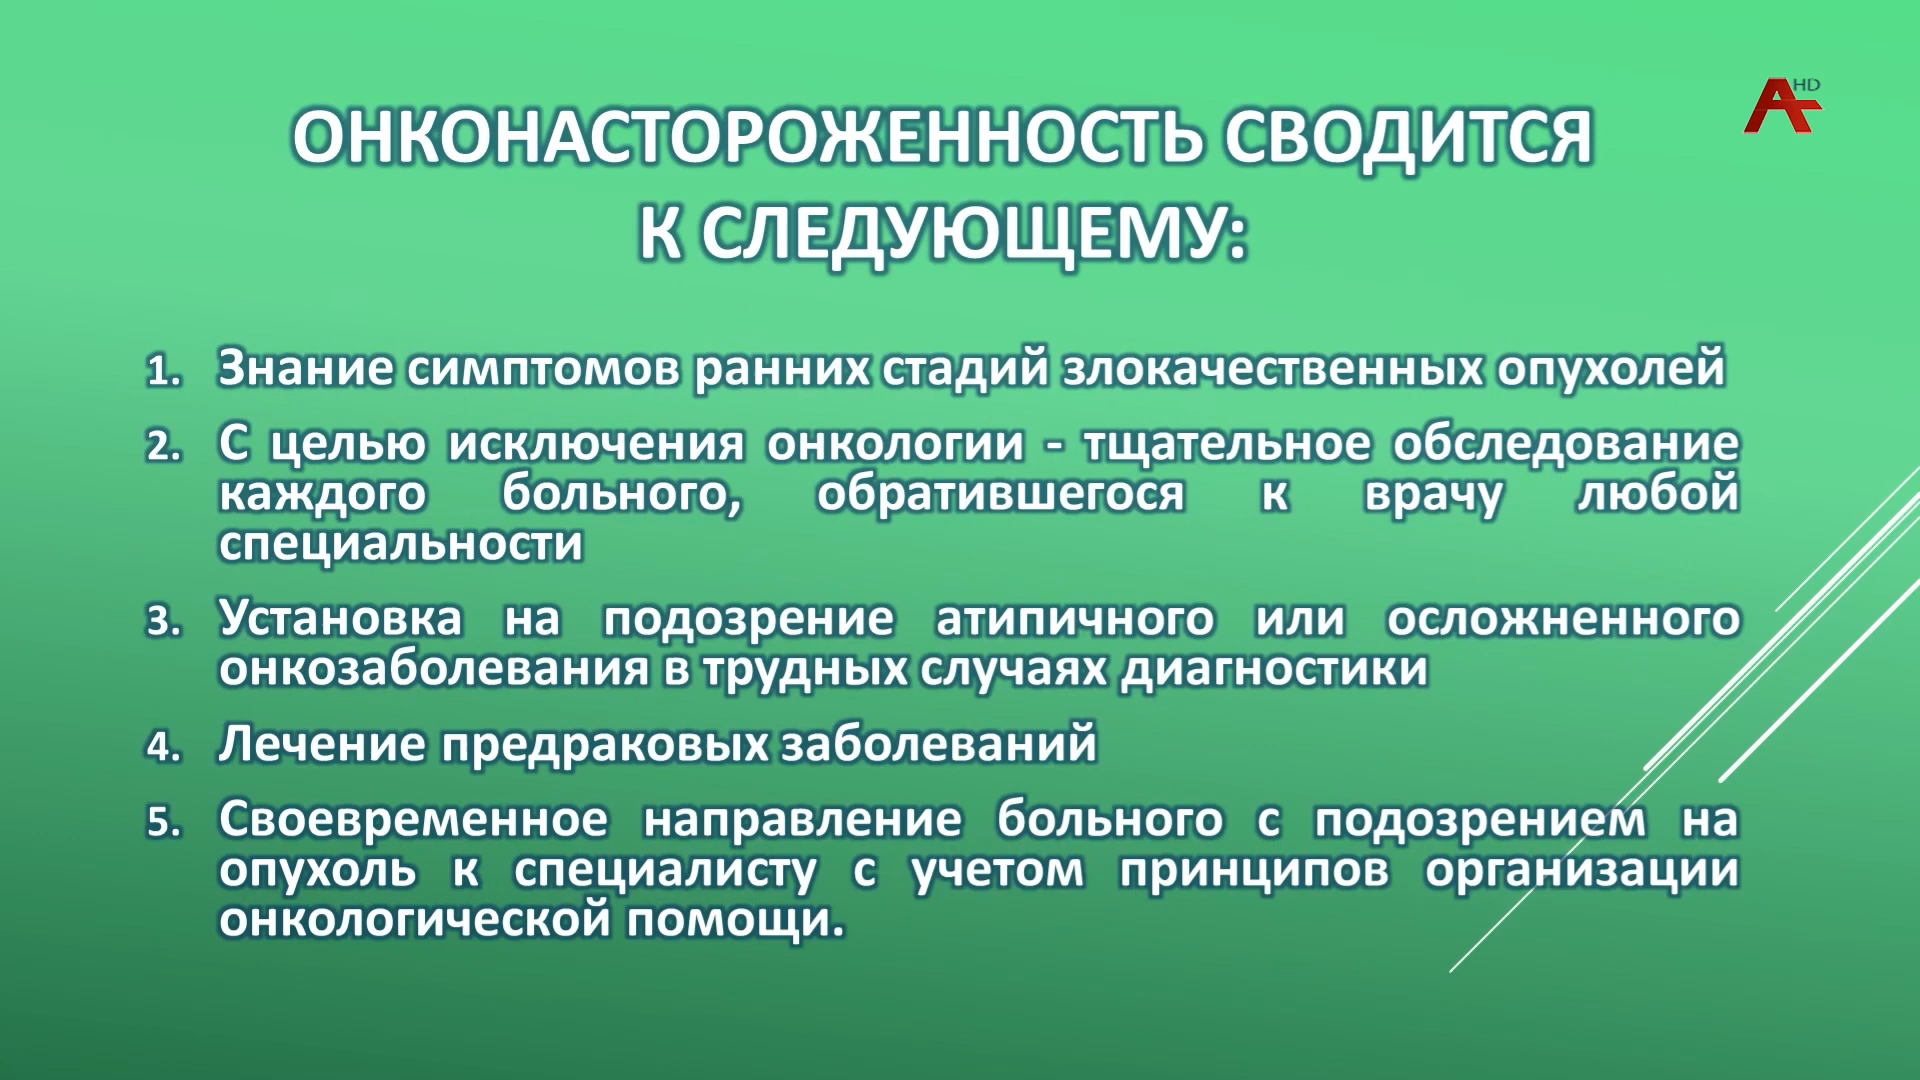 ОНКОНАСТОРОЖЕННОСТЬ СВОДИТСЯ
К СЛЕДУЮЩЕМУ:
HD
1. Знание симптомов ранних стадий злокачественных опухолей
2. С целью исключения онкологии - тщательное обследование
каждого больного, обратившегося к врачу любой
специальности
3. Установка на подозрение атипичного или осложненного
онкозаболевания в трудных случаях диагностики
4. Лечение предраковых заболеваний
5. Своевременное направление больного с подозрением на
опухоль к специалисту с учетом принципов организации
онкологической помощи.